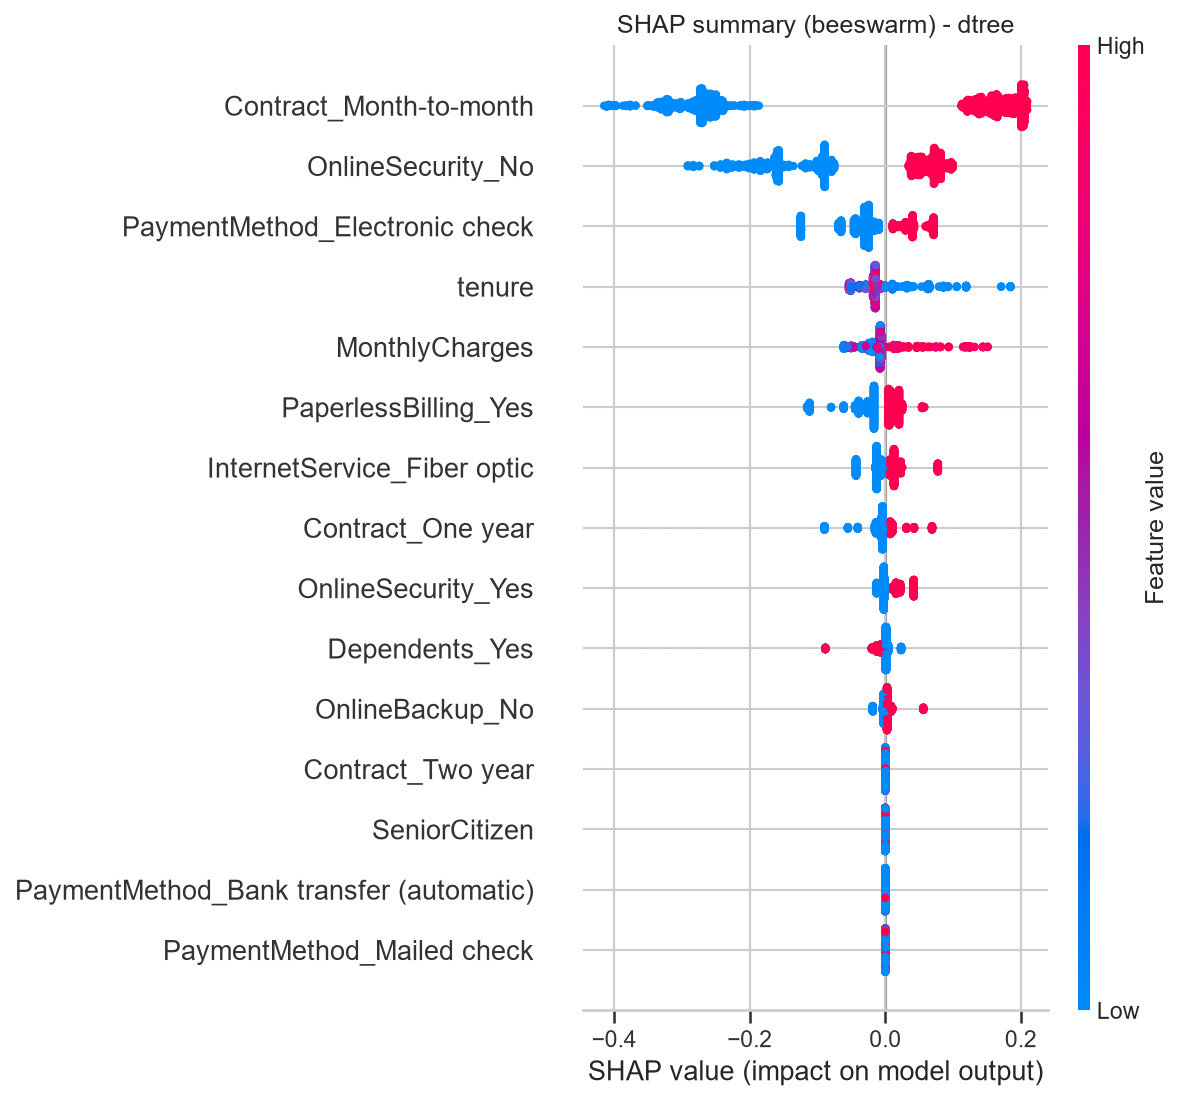 SHAP summary (beeswarm) - dtree
High
Contract_Month-to-month
OnlineSecurity_No
PaymentMethod_Electronic check
tenure
MonthlyCharges
PaperlessBilling_Yes
InternetService_Fiber optic
Contract_One year
OnlineSecurity_Yes
Dependents_Yes
OnlineBackup_No
Contract_Two year
SeniorCitizen
PaymentMethod_Bank transfer (automatic)
PaymentMethod_Mailed check
Feature value
Low
−0.4 −0.2 0.0 0.2
SHAP value (impact on model output)